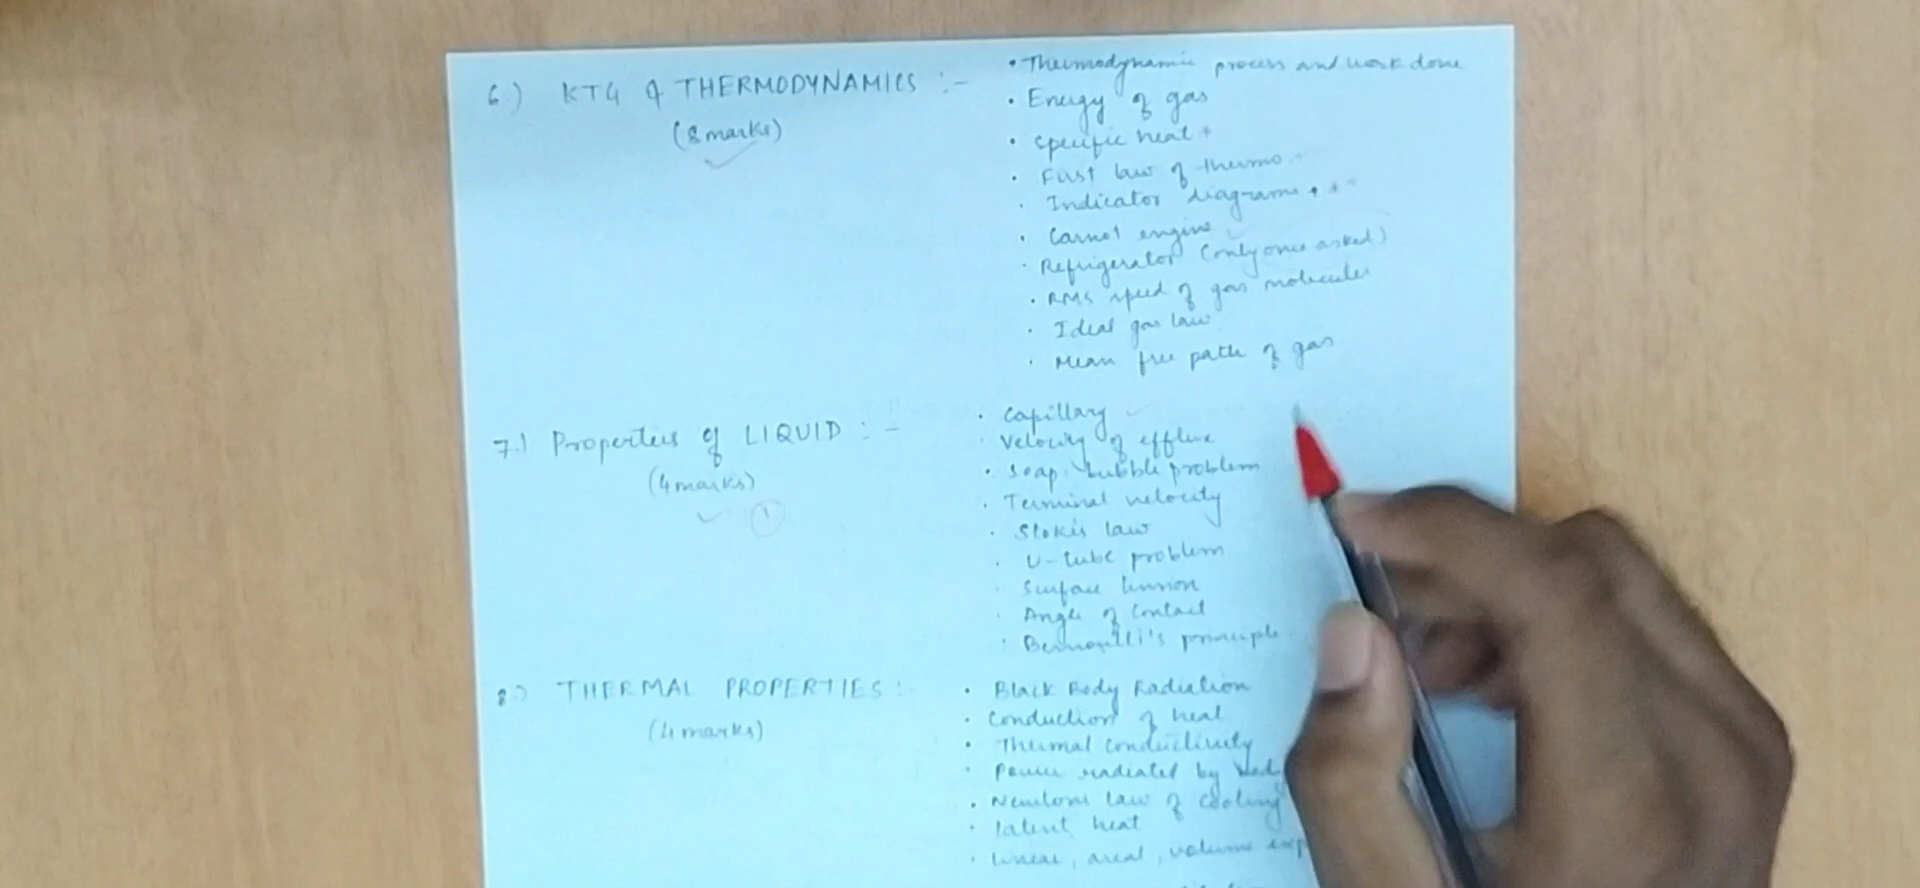 6.) KTG & THERMODYNAMICS :-
(8 marks)
• Thermodynamic process and work done
• Energy of gas
• Specific heat
• First law of thermo
• Indicator diagrams
• Carnot engine
• Refrigerator (only once asked)
• RMS speed of gas molecules
• Ideal gas law
• Mean free path of gas
7.) Properties of LIQUID :-
(4 marks)
1
• Capillary
• Velocity of efflux
• Soap bubble problem
• Terminal velocity
• Stokes law
• U-tube problem
• Surface tension
• Angle of contact
• Bernoulli's principle
8.) THERMAL PROPERTIES :-
(4 marks)
• Black Body Radiation
• Conduction of heat
• Thermal conductivity
• Power radiated by body
• Newtons law of cooling
• latent heat
• linear, areal, volume exp